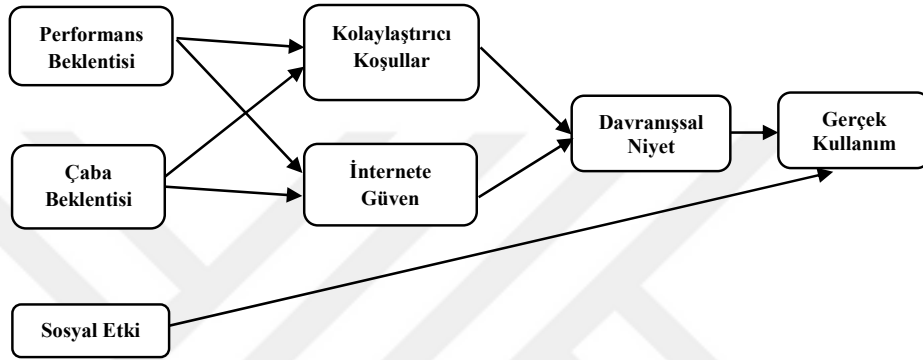 Performans
Beklentisi
Kolaylaştırıcı
Koşullar
Çaba
Beklentisi
İnternete
Güven
Davranışsal
Niyet
Gerçek
Kullanım
Sosyal Etki